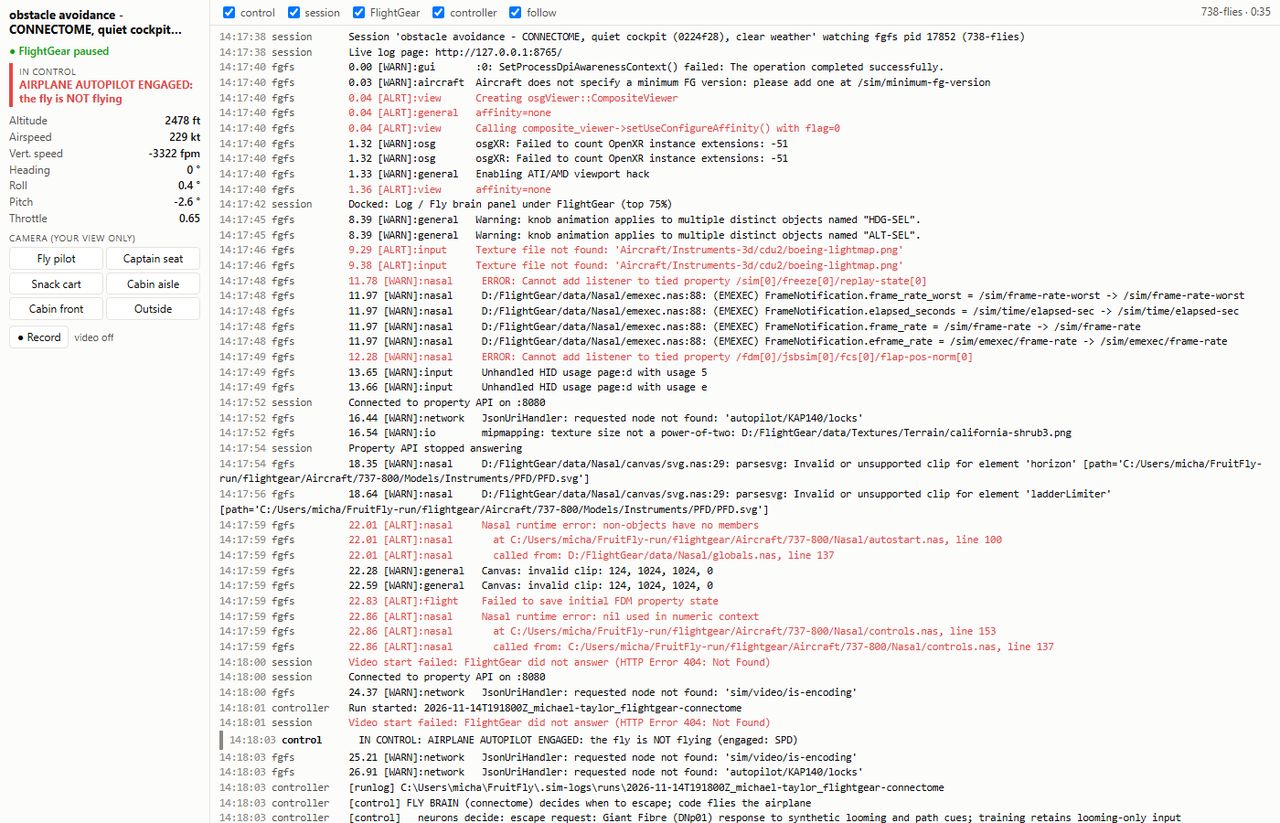 obstacle avoidance -
CONNECTOME, quiet cockpit...
● FlightGear paused
IN CONTROL
AIRPLANE AUTOPILOT ENGAGED:
the fly is NOT flying
Altitude 2478 ft
Airspeed 229 kt
Vert. speed -3322 fpm
Heading 0 °
Roll 0.4 °
Pitch -2.6 °
Throttle 0.65
CAMERA (YOUR VIEW ONLY)
Fly pilot Captain seat
Snack cart Cabin aisle
Cabin front Outside
● Record video off
control session FlightGear controller follow 738-flies · 0:35
14:17:38 session Session 'obstacle avoidance - CONNECTOME, quiet cockpit (0224f28), clear weather' watching fgfs pid 17852 (738-flies)
14:17:38 session Live log page: http://127.0.0.1:8765/
14:17:40 fgfs 0.00 [WARN]:gui :0: SetProcessDpiAwarenessContext() failed: The operation completed successfully.
14:17:40 fgfs 0.03 [WARN]:aircraft Aircraft does not specify a minimum FG version: please add one at /sim/minimum-fg-version
14:17:40 fgfs 0.04 [ALRT]:view Creating osgViewer::CompositeViewer
14:17:40 fgfs 0.04 [ALRT]:general affinity=none
14:17:40 fgfs 0.04 [ALRT]:view Calling composite_viewer->setUseConfigureAffinity() with flag=0
14:17:40 fgfs 1.32 [WARN]:osg osgXR: Failed to count OpenXR instance extensions: -51
14:17:40 fgfs 1.32 [WARN]:osg osgXR: Failed to count OpenXR instance extensions: -51
14:17:40 fgfs 1.33 [WARN]:general Enabling ATI/AMD viewport hack
14:17:40 fgfs 1.36 [ALRT]:view affinity=none
14:17:42 session Docked: Log / Fly brain panel under FlightGear (top 75%)
14:17:45 fgfs 8.39 [WARN]:general Warning: knob animation applies to multiple distinct objects named "HDG-SEL".
14:17:45 fgfs 8.39 [WARN]:general Warning: knob animation applies to multiple distinct objects named "ALT-SEL".
14:17:46 fgfs 9.29 [ALRT]:input Texture file not found: 'Aircraft/Instruments-3d/cdu2/boeing-lightmap.png'
14:17:46 fgfs 9.38 [ALRT]:input Texture file not found: 'Aircraft/Instruments-3d/cdu2/boeing-lightmap.png'
14:17:48 fgfs 11.78 [WARN]:nasal ERROR: Cannot add listener to tied property /sim[0]/freeze[0]/replay-state[0]
14:17:48 fgfs 11.97 [WARN]:nasal D:/FlightGear/data/Nasal/emexec.nas:88: (EMEXEC) FrameNotification.frame_rate_worst = /sim/frame-rate-worst -> /sim/frame-rate-worst
14:17:48 fgfs 11.97 [WARN]:nasal D:/FlightGear/data/Nasal/emexec.nas:88: (EMEXEC) FrameNotification.elapsed_seconds = /sim/time/elapsed-sec -> /sim/time/elapsed-sec
14:17:48 fgfs 11.97 [WARN]:nasal D:/FlightGear/data/Nasal/emexec.nas:88: (EMEXEC) FrameNotification.frame_rate = /sim/frame-rate -> /sim/frame-rate
14:17:48 fgfs 11.97 [WARN]:nasal D:/FlightGear/data/Nasal/emexec.nas:88: (EMEXEC) FrameNotification.eframe_rate = /sim/emexec/frame-rate -> /sim/emexec/frame-rate
14:17:49 fgfs 12.28 [WARN]:nasal ERROR: Cannot add listener to tied property /fdm[0]/jsbsim[0]/fcs[0]/flap-pos-norm[0]
14:17:49 fgfs 13.65 [WARN]:input Unhandled HID usage page:d with usage 5
14:17:49 fgfs 13.66 [WARN]:input Unhandled HID usage page:d with usage e
14:17:52 session Connected to property API on :8080
14:17:52 fgfs 16.44 [WARN]:network JsonUriHandler: requested node not found: 'autopilot/KAP140/locks'
14:17:52 fgfs 16.54 [WARN]:io mipmapping: texture size not a power-of-two: D:/FlightGear/data/Textures/Terrain/california-shrub3.png
14:17:54 session Property API stopped answering
14:17:54 fgfs 18.35 [WARN]:nasal D:/FlightGear/data/Nasal/canvas/svg.nas:29: parsesvg: Invalid or unsupported clip for element 'horizon' [path='C:/Users/micha/FruitFly-
run/flightgear/Aircraft/737-800/Models/Instruments/PFD/PFD.svg']
14:17:56 fgfs 18.64 [WARN]:nasal D:/FlightGear/data/Nasal/canvas/svg.nas:29: parsesvg: Invalid or unsupported clip for element 'ladderLimiter'
[path='C:/Users/micha/FruitFly-run/flightgear/Aircraft/737-800/Models/Instruments/PFD/PFD.svg']
14:17:59 fgfs 22.01 [ALRT]:nasal Nasal runtime error: non-objects have no members
14:17:59 fgfs 22.01 [ALRT]:nasal at C:/Users/micha/FruitFly-run/flightgear/Aircraft/737-800/Nasal/autostart.nas, line 100
14:17:59 fgfs 22.01 [ALRT]:nasal called from: D:/FlightGear/data/Nasal/globals.nas, line 137
14:17:59 fgfs 22.28 [WARN]:general Canvas: invalid clip: 124, 1024, 1024, 0
14:17:59 fgfs 22.59 [WARN]:general Canvas: invalid clip: 124, 1024, 1024, 0
14:17:59 fgfs 22.83 [ALRT]:flight Failed to save initial FDM property state
14:17:59 fgfs 22.86 [ALRT]:nasal Nasal runtime error: nil used in numeric context
14:17:59 fgfs 22.86 [ALRT]:nasal at C:/Users/micha/FruitFly-run/flightgear/Aircraft/737-800/Nasal/controls.nas, line 153
14:17:59 fgfs 22.86 [ALRT]:nasal called from: C:/Users/micha/FruitFly-run/flightgear/Aircraft/737-800/Nasal/controls.nas, line 137
14:18:00 session Video start failed: FlightGear did not answer (HTTP Error 404: Not Found)
14:18:00 session Connected to property API on :8080
14:18:00 fgfs 24.37 [WARN]:network JsonUriHandler: requested node not found: 'sim/video/is-encoding'
14:18:01 controller Run started: 2026-11-14T191800Z_michael-taylor_flightgear-connectome
14:18:01 session Video start failed: FlightGear did not answer (HTTP Error 404: Not Found)
14:18:03 control IN CONTROL: AIRPLANE AUTOPILOT ENGAGED: the fly is NOT flying (engaged: SPD)
14:18:03 fgfs 25.21 [WARN]:network JsonUriHandler: requested node not found: 'sim/video/is-encoding'
14:18:03 fgfs 26.91 [WARN]:network JsonUriHandler: requested node not found: 'autopilot/KAP140/locks'
14:18:03 controller [runlog] C:\Users\micha\FruitFly\.sim-logs\runs\2026-11-14T191800Z_michael-taylor_flightgear-connectome
14:18:03 controller [control] FLY BRAIN (connectome) decides when to escape; code flies the airplane
14:18:03 controller [control] neurons decide: escape request: Giant Fibre (DNp01) response to synthetic looming and path cues; training retains looming-only input